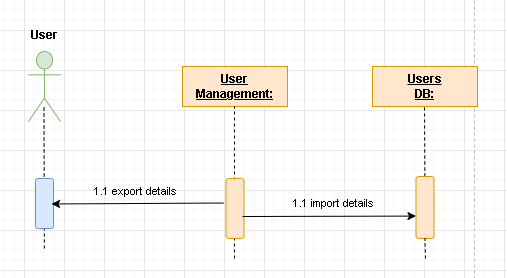 User
User
Management:
Users
DB:
1.1 export details
1.1 import details